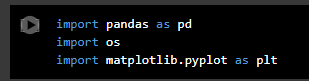 import pandas as pd
import os
import matplotlib.pyplot as plt